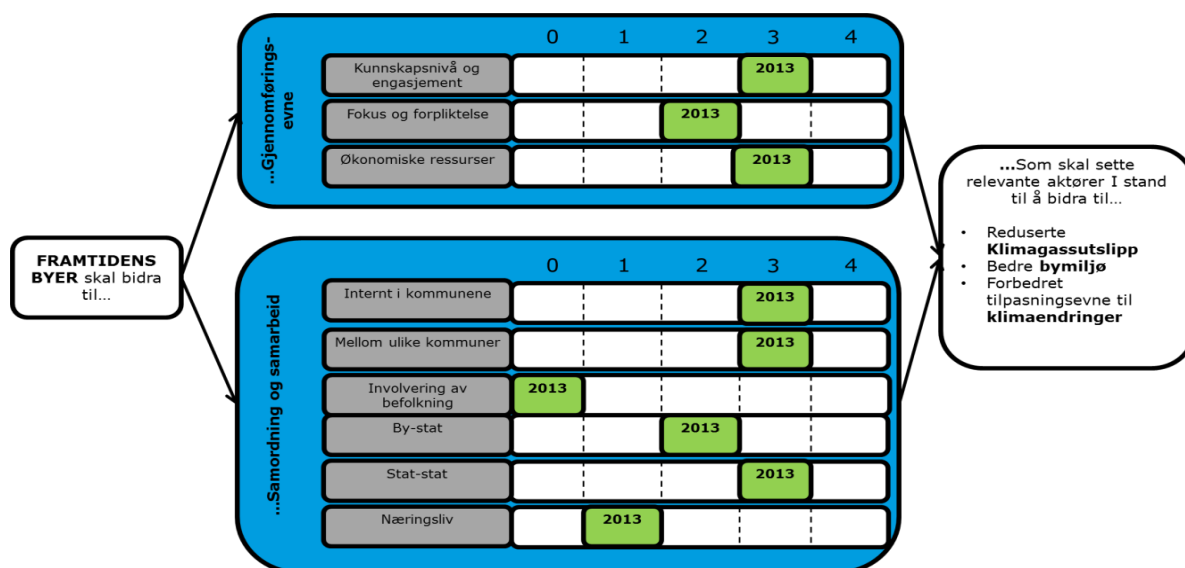 FRAMTIDENS
BYER skal bidra
til...
...Gjennomførings-
evne
0 1 2 3 4
Kunnskapsnivå og
engasjement
2013
Fokus og forpliktelse
2013
Økonomiske ressurser
2013
...Samordning og samarbeid
0 1 2 3 4
Internt i kommunene
2013
Mellom ulike kommuner
2013
Involvering av
befolkning
2013
By-stat
2013
Stat-stat
2013
Næringsliv
2013
...Som skal sette
relevante aktører I stand
til å bidra til...
• Reduserte
Klimagassutslipp
• Bedre bymiljø
• Forbedret
tilpasningsevne til
klimaendringer